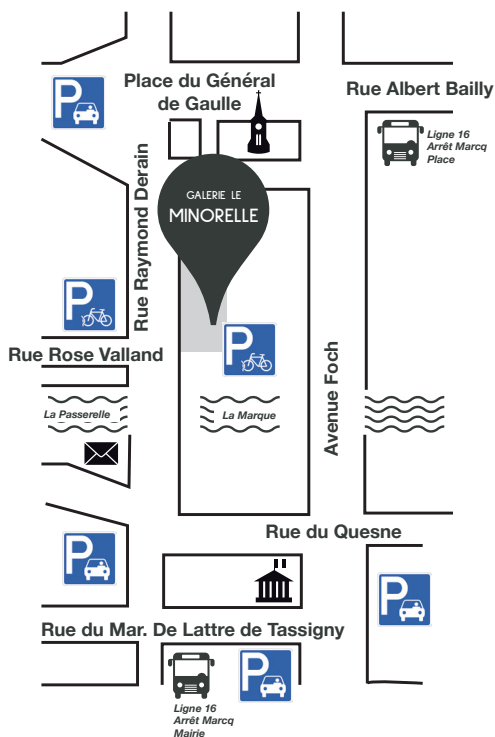 P
Place du Général
de Gaulle
Rue Albert Bailly
Ligne 16
Arrêt Marcq
Place
Rue Raymond Derain
GALERIE LE
MINORELLE
P
P
Rue Rose Valland
Avenue Foch
La Passerelle
La Marque
Rue du Quesne
P
P
Rue du Mar. De Lattre de Tassigny
P
Ligne 16
Arrêt Marcq
Mairie